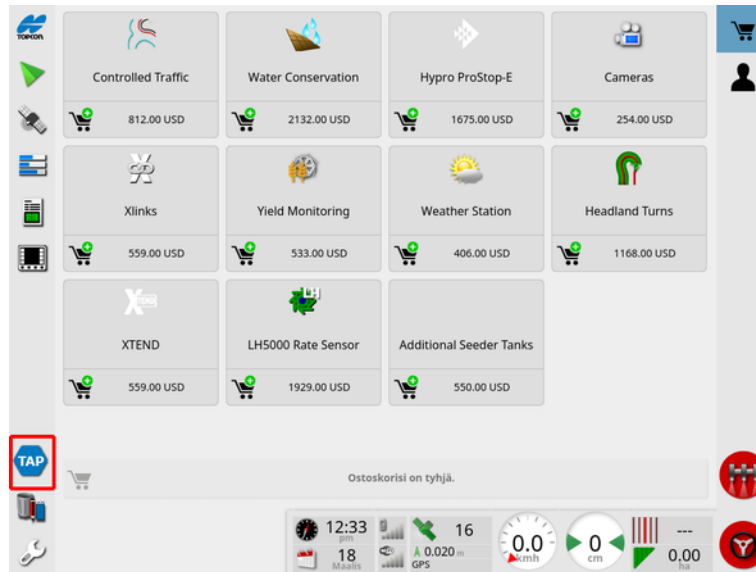 TOPCON
Controlled Traffic
Water Conservation
Hypro ProStop-E
Cameras
812.00 USD
2132.00 USD
1675.00 USD
254.00 USD
Xlinks
Yield Monitoring
Weather Station
Headland Turns
559.00 USD
533.00 USD
406.00 USD
1168.00 USD
XTEND
LH
XTEND
LH5000 Rate Sensor
Additional Seeder Tanks
559.00 USD
1929.00 USD
550.00 USD
TAP
Ostoskorisi on tyhjä.
12:33
pm
16
18
Maalis
0.020 m
GPS
0.0
kmh
0
cm
---
0.00
ha